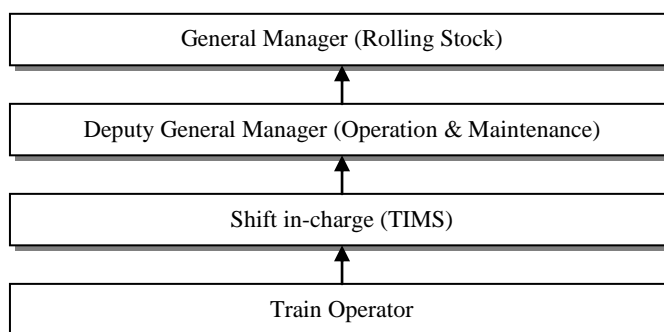 General Manager (Rolling Stock)
Deputy General Manager (Operation & Maintenance)
Shift in-charge (TIMS)
Train Operator